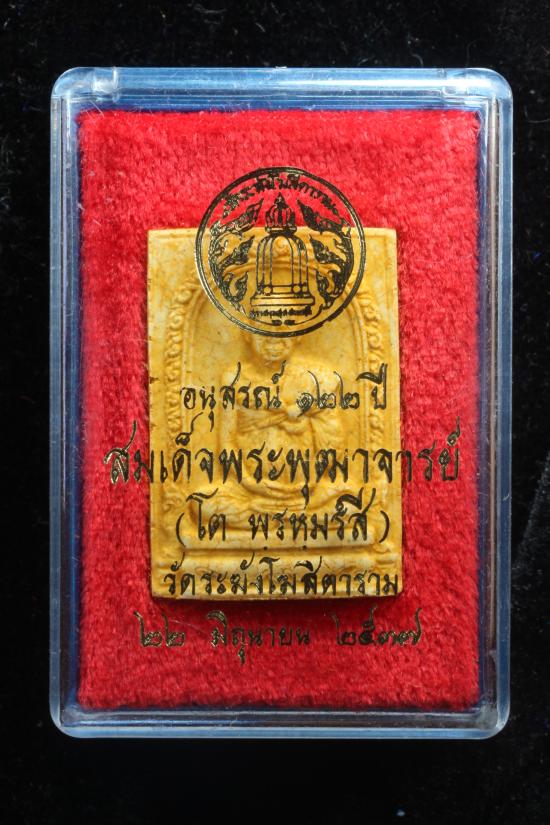 อนุสรณ์ ๑๒๒ ปี
สมเด็จพระพุฒาจารย์
(โต พฺรหฺมรํสี)
วัดระฆังโฆสิตาราม
๒๒ มิถุนายน ๒๕๓๗